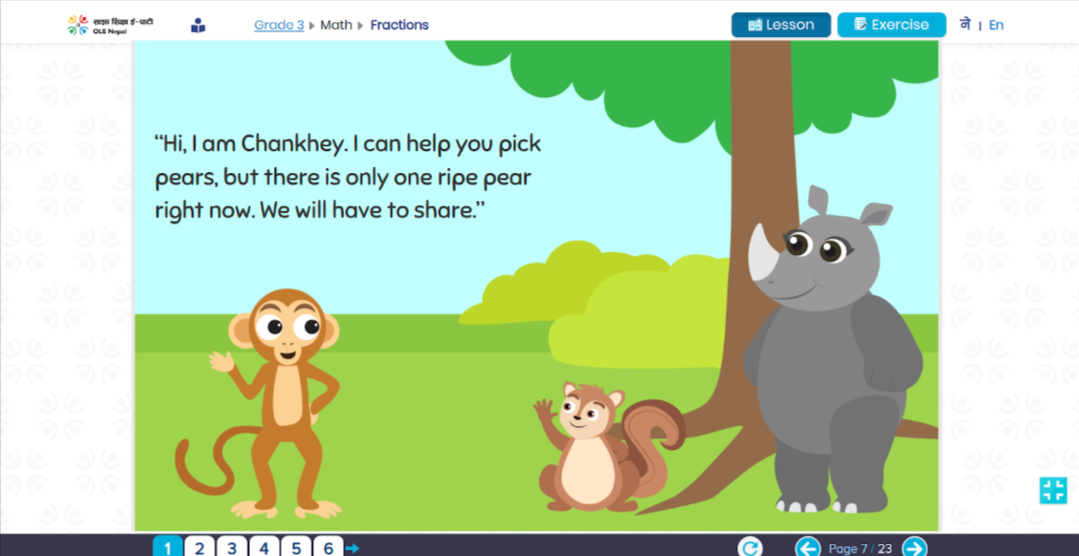 साझा शिक्षा ई-पाटी
OLE Nepal
Grade 3 Math Fractions
Lesson
Exercise
ने | En
“Hi, I am Chankhey. I can help you pick
pears, but there is only one ripe pear
right now. We will have to share.”
1 2 3 4 5 6
Page 7 / 23